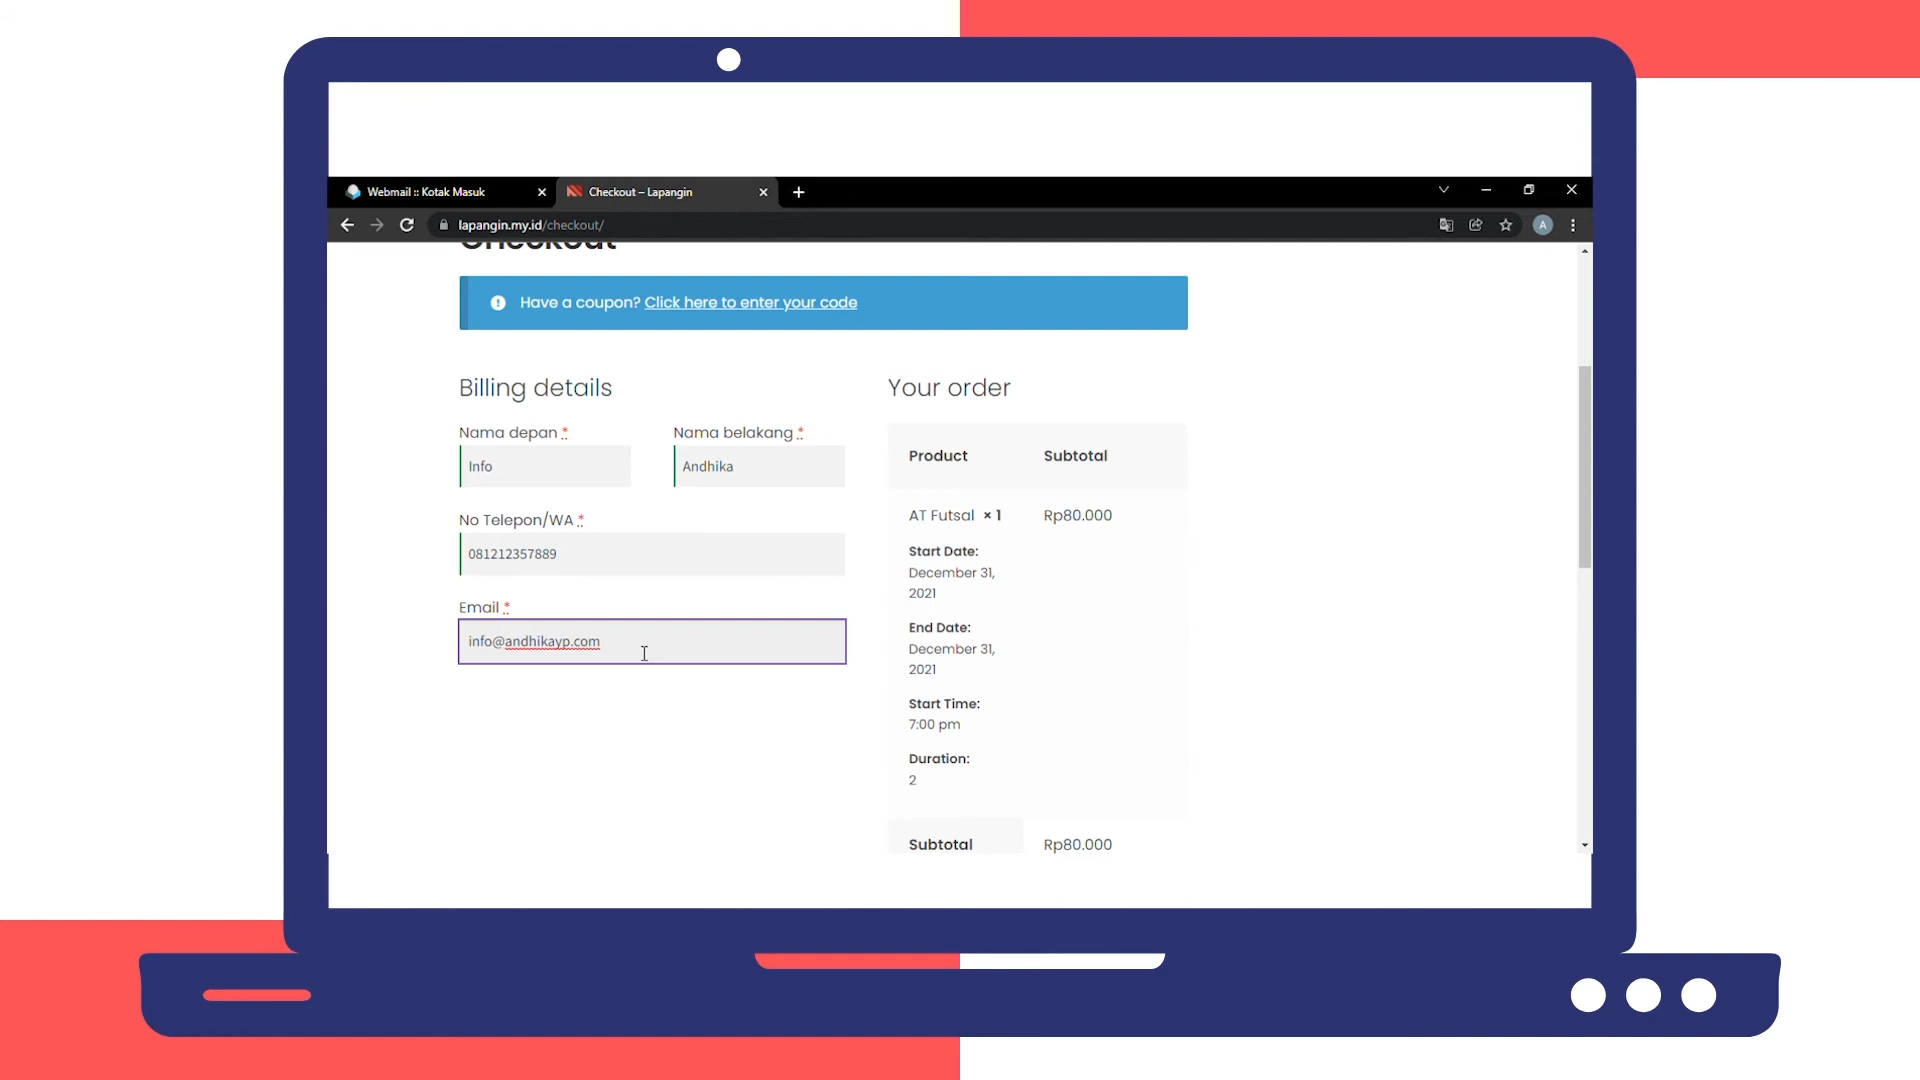 Webmail :: Kotak Masuk
Checkout – Lapangin
lapangin.my.id/checkout/
A
Checkout
Have a coupon? Click here to enter your code
Billing details
Nama depan *
Nama belakang *
Info
Andhika
No Telepon/WA *
081212357889
Email *
info@andhikayp.com
Your order
Product
Subtotal
AT Futsal × 1
Rp80.000
Start Date:
December 31,
2021
End Date:
December 31,
2021
Start Time:
7:00 pm
Duration:
2
Subtotal
Rp80.000